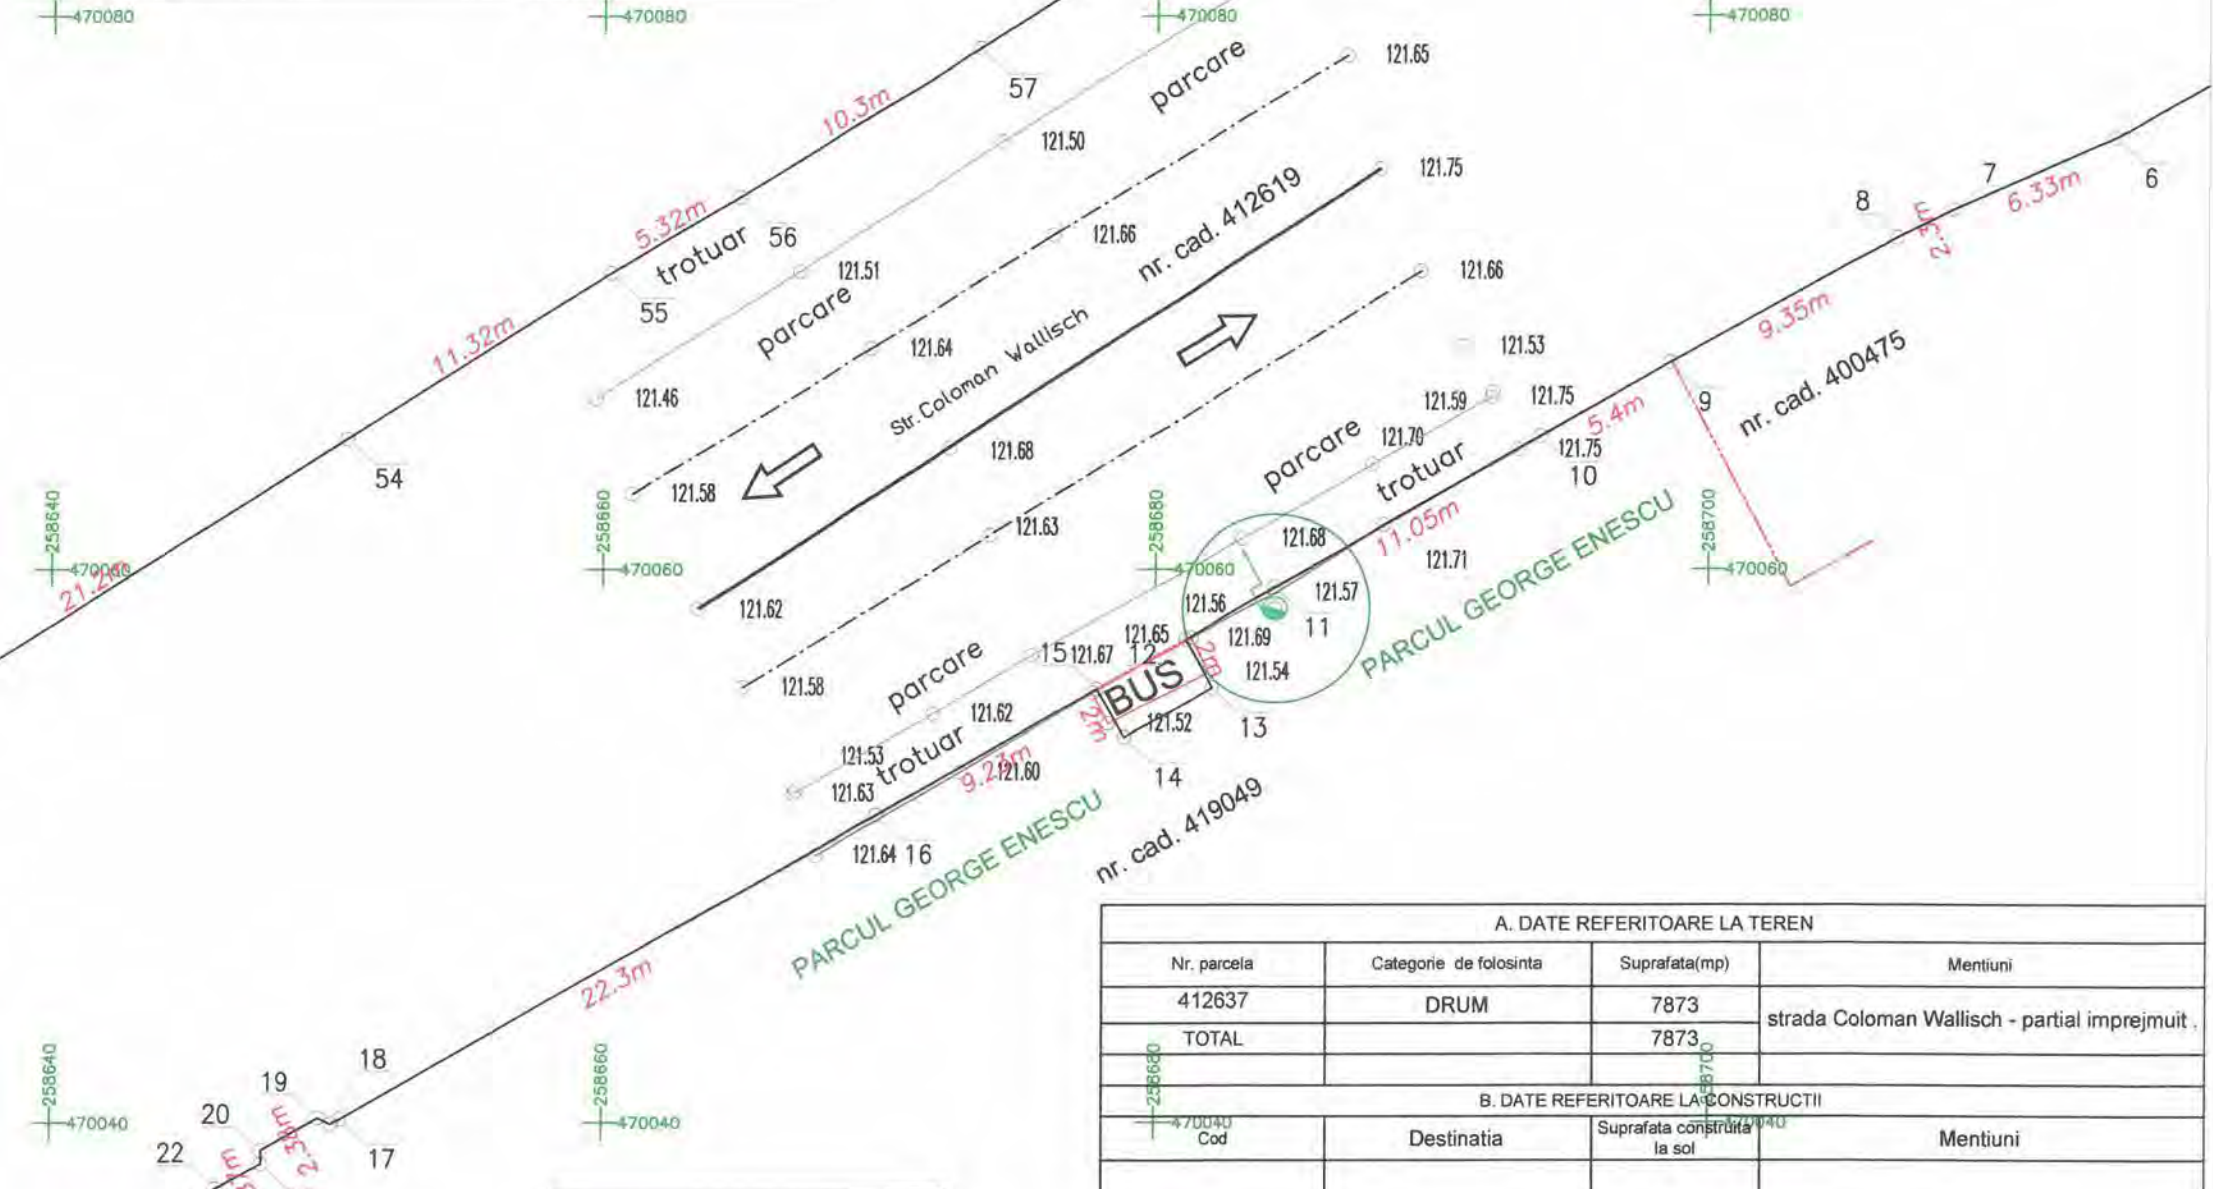 470080
470080
470080
470080
57
10.3m
parcare
121.65
121.50
121.75
5.32m
56
trotuar
121.51
121.66
nr. cad. 412619
8
7
6
6.33m
2.3m
55
parcare
121.64
Str.Coloman Wallisch
121.66
121.53
9.35m
nr. cad. 400475
11.32m
121.46
121.59
121.75
5.4m
9
54
121.58
121.68
parcare
121.70
trotuar
121.75
10
258640
470060
258660
470060
258680
470060
258700
470060
21.2m
121.63
121.68
11.05m
121.71
121.62
121.56
121.57
11
PARCUL GEORGE ENESCU
121.58
parcare
15
121.67
121.65
12
121.69
2m
121.54
BUS
13
2m
121.52
14
121.62
121.53
trotuar
9.23m
121.60
121.63
121.64
16
PARCUL GEORGE ENESCU
nr. cad. 419049
22.3m
258640
470040
258660
470040
258680
470040
258700
470040
18
19
20
22
17
2.38m
A. DATE REFERITOARE LA TEREN
Nr. parcela Categorie de folosinta Suprafata(mp) Mentiuni
412637 DRUM 7873 strada Coloman Wallisch - partial imprejmuit .
TOTAL 7873
B. DATE REFERITOARE LA CONSTRUCTII
Cod Destinatia Suprafata construita la sol Mentiuni